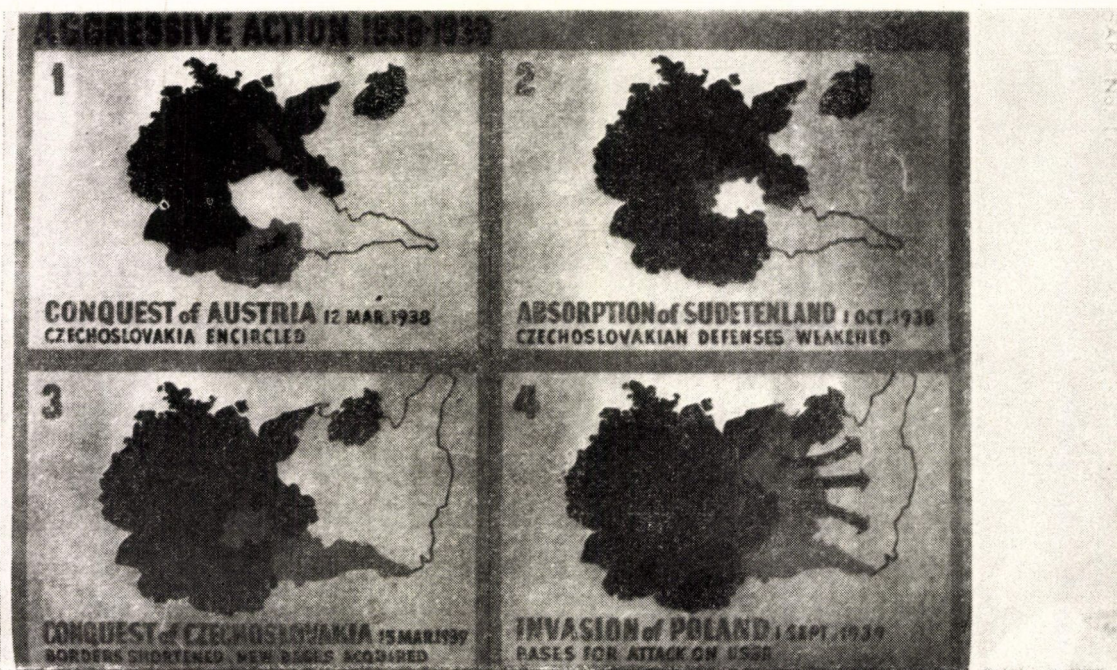 AGGRESSIVE ACTION 1938-1939
1
CONQUEST of AUSTRIA 12 MAR. 1938
CZECHOSLOVAKIA ENCIRCLED
2
ABSORPTION of SUDETENLAND 1 OCT. 1938
CZECHOSLOVAKIAN DEFENSES WEAKENED
3
CONQUEST of CZECHOSLOVAKIA 15 MAR. 1939
BORDERS SHORTENED, NEW BASES ACQUIRED
4
INVASION of POLAND 1 SEPT. 1939
BASES FOR ATTACK ON USSR